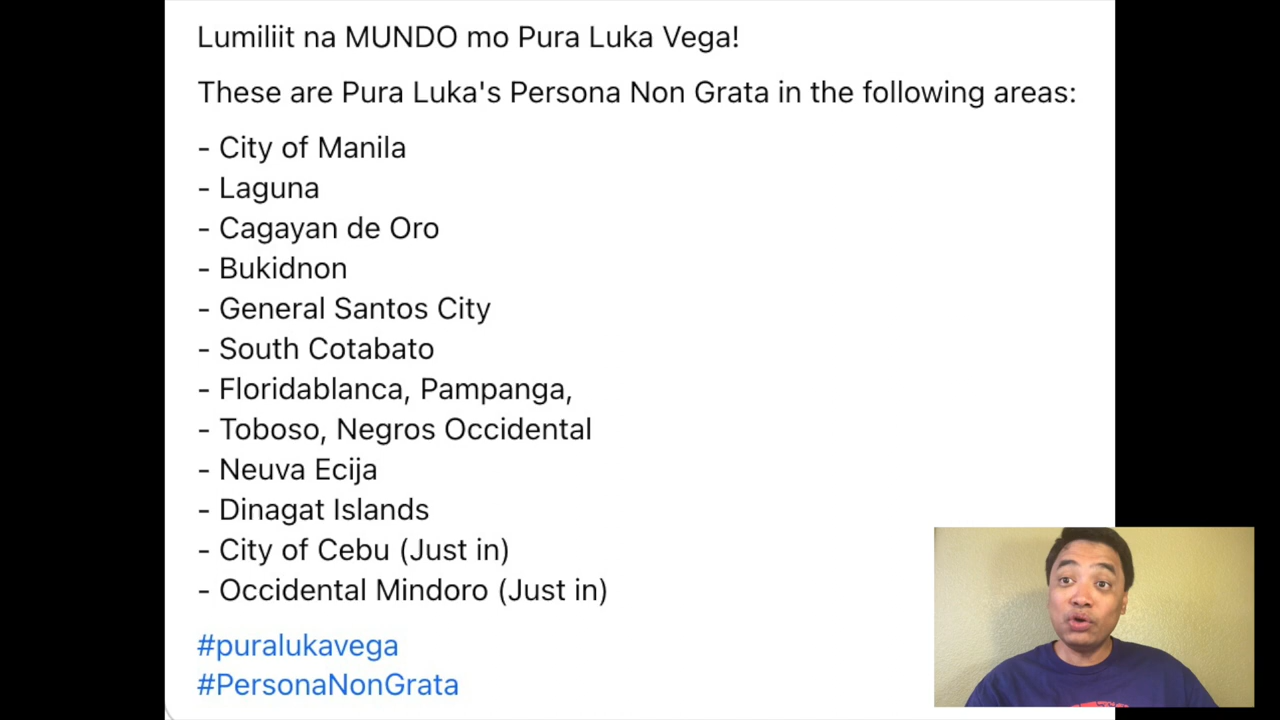 Lumiliit na MUNDO mo Pura Luka Vega!
These are Pura Luka's Persona Non Grata in the following areas:
- City of Manila
- Laguna
- Cagayan de Oro
- Bukidnon
- General Santos City
- South Cotabato
- Floridablanca, Pampanga,
- Toboso, Negros Occidental
- Neuva Ecija
- Dinagat Islands
- City of Cebu (Just in)
- Occidental Mindoro (Just in)
#puralukavega
#PersonaNonGrata